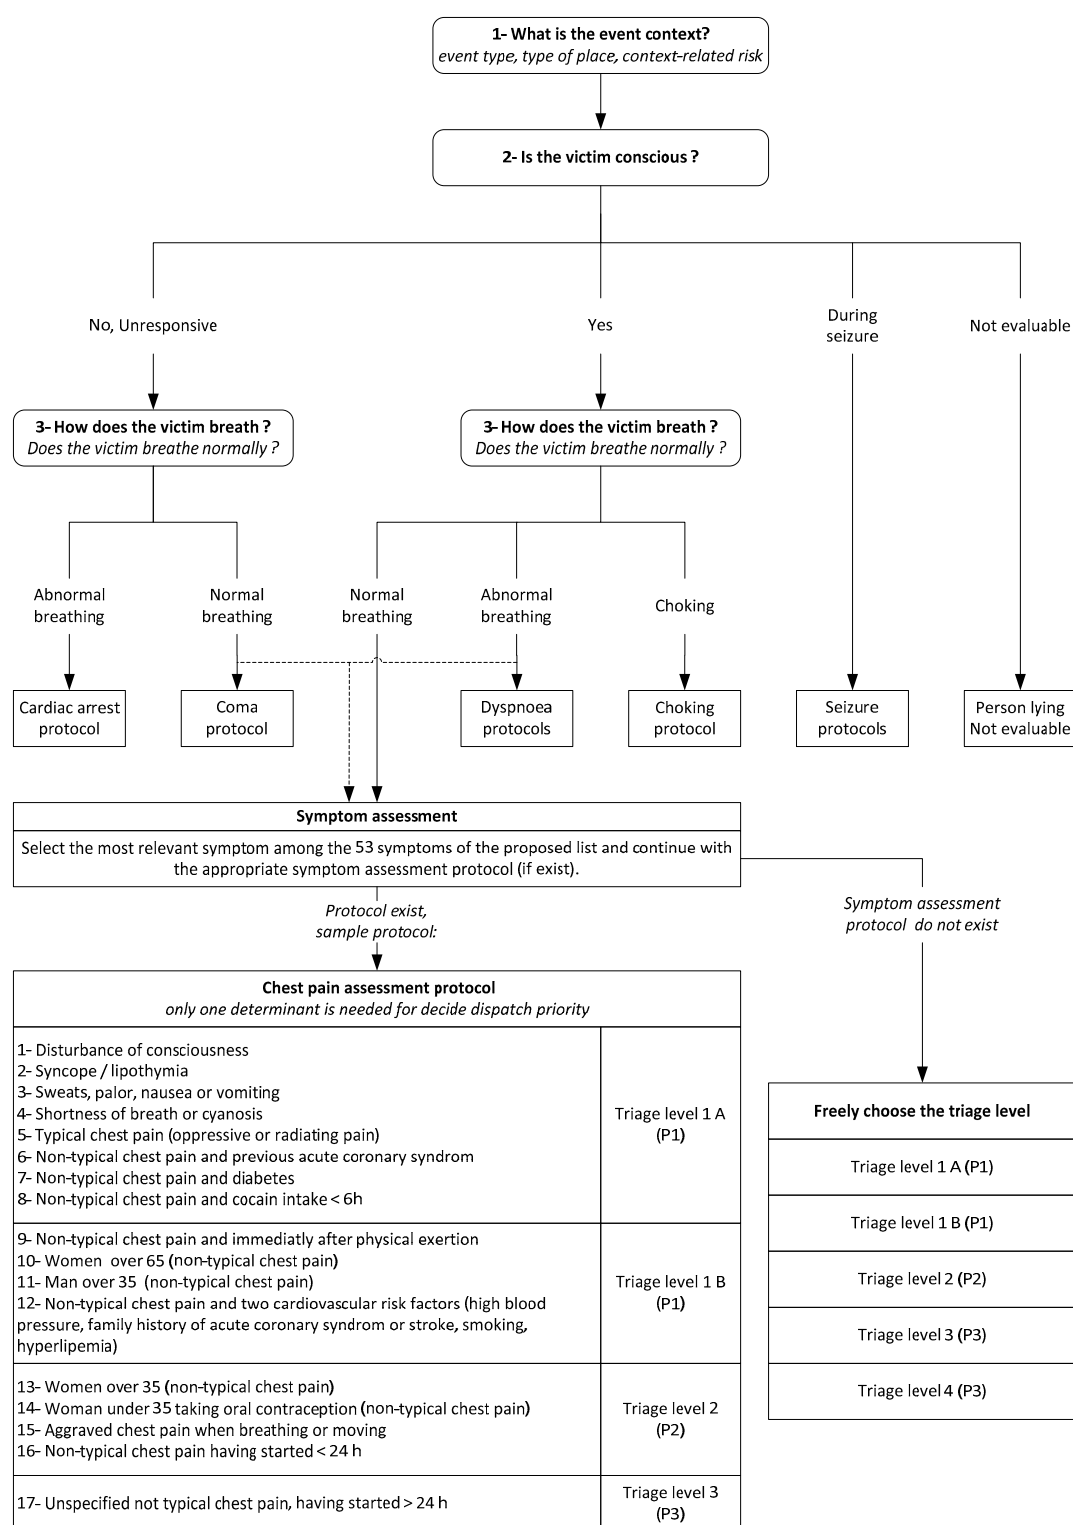 1- What is the event context?
event type, type of place, context-related risk
2- Is the victim conscious ?
No, Unresponsive
Yes
During
seizure
Not evaluable
3- How does the victim breath ?
Does the victim breathe normally ?
3- How does the victim breath ?
Does the victim breathe normally ?
Abnormal
breathing
Normal
breathing
Normal
breathing
Abnormal
breathing
Choking
Cardiac arrest
protocol
Coma
protocol
Dyspnoea
protocols
Choking
protocol
Seizure
protocols
Person lying
Not evaluable
Symptom assessment
Select the most relevant symptom among the 53 symptoms of the proposed list and continue with
the appropriate symptom assessment protocol (if exist).
Protocol exist,
sample protocol:
Symptom assessment
protocol do not exist
Chest pain assessment protocol
only one determinant is needed for decide dispatch priority
1- Disturbance of consciousness
2- Syncope / lipothymia
3- Sweats, palor, nausea or vomiting
4- Shortness of breath or cyanosis
5- Typical chest pain (oppressive or radiating pain)
6- Non-typical chest pain and previous acute coronary syndrom
7- Non-typical chest pain and diabetes
8- Non-typical chest pain and cocain intake < 6h
Triage level 1 A
(P1)
9- Non-typical chest pain and immediatly after physical exertion
10- Women over 65 (non-typical chest pain)
11- Man over 35 (non-typical chest pain)
12- Non-typical chest pain and two cardiovascular risk factors (high blood
pressure, family history of acute coronary syndrom or stroke, smoking,
hyperlipemia)
Triage level 1 B
(P1)
13- Women over 35 (non-typical chest pain)
14- Woman under 35 taking oral contraception (non-typical chest pain)
15- Aggraved chest pain when breathing or moving
16- Non-typical chest pain having started < 24 h
Triage level 2
(P2)
17- Unspecified not typical chest pain, having started > 24 h
Triage level 3
(P3)
Freely choose the triage level
Triage level 1 A (P1)
Triage level 1 B (P1)
Triage level 2 (P2)
Triage level 3 (P3)
Triage level 4 (P3)